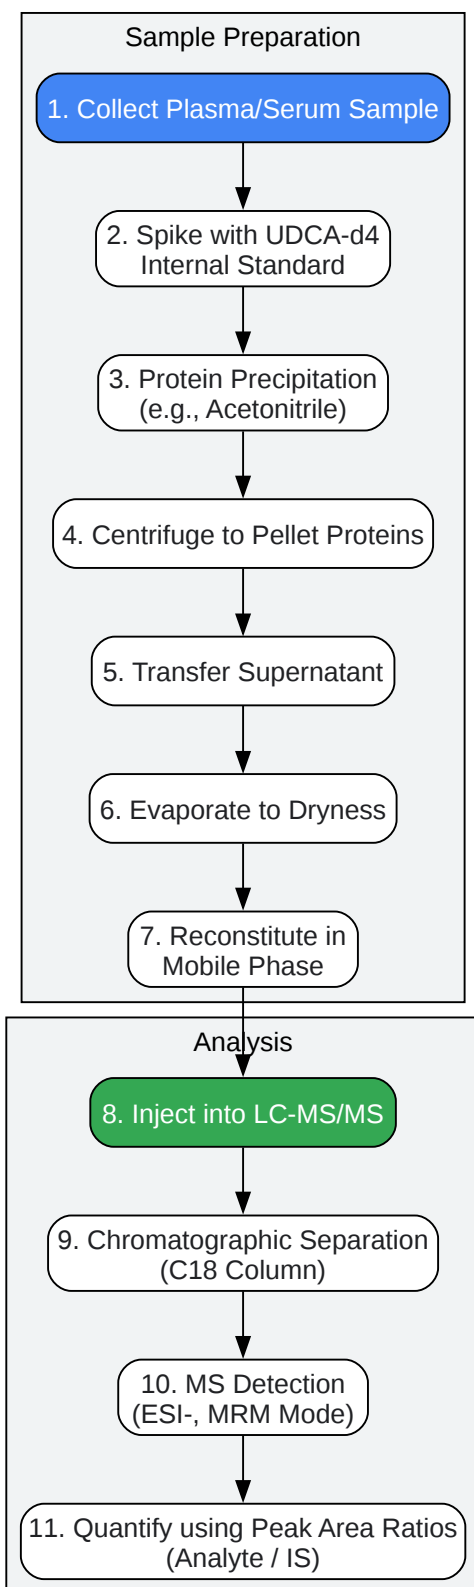 Sample Preparation
1. Collect Plasma/Serum Sample
2. Spike with UDCA-d4
Internal Standard
3. Protein Precipitation
(e.g., Acetonitrile)
4. Centrifuge to Pellet Proteins
5. Transfer Supernatant
6. Evaporate to Dryness
7. Reconstitute in
Mobile Phase
Analysis
8. Inject into LC-MS/MS
9. Chromatographic Separation
(C18 Column)
10. MS Detection
(ESI-, MRM Mode)
11. Quantify using Peak Area Ratios
(Analyte / IS)